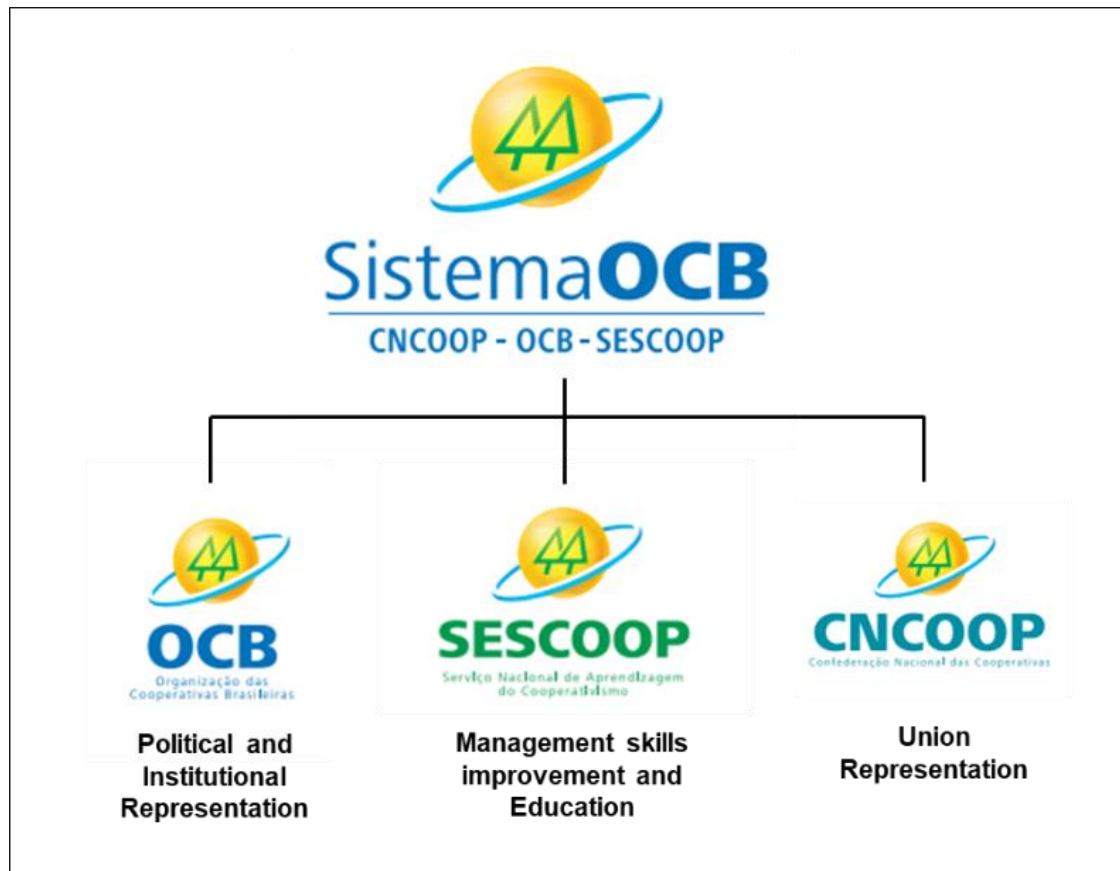 SistemaOCB
CNCOOP - OCB - SESCOOP
OCB
Organização das
Cooperativas Brasileiras
Political and
Institutional
Representation
SESCOOP
Serviço Nacional de Aprendizagem
do Cooperativismo
Management skills
improvement and
Education
CNCOOP
Confederação Nacional das Cooperativas
Union
Representation